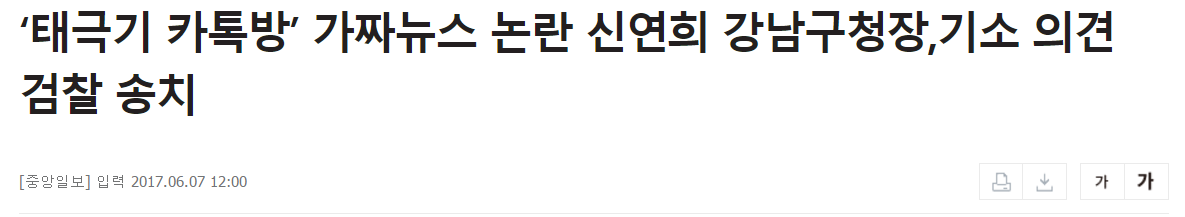 ‘태극기 카톡방’ 가짜뉴스 논란 신연희 강남구청장,기소 의견
검찰 송치
[중앙일보] 입력 2017.06.07 12:00
가 가